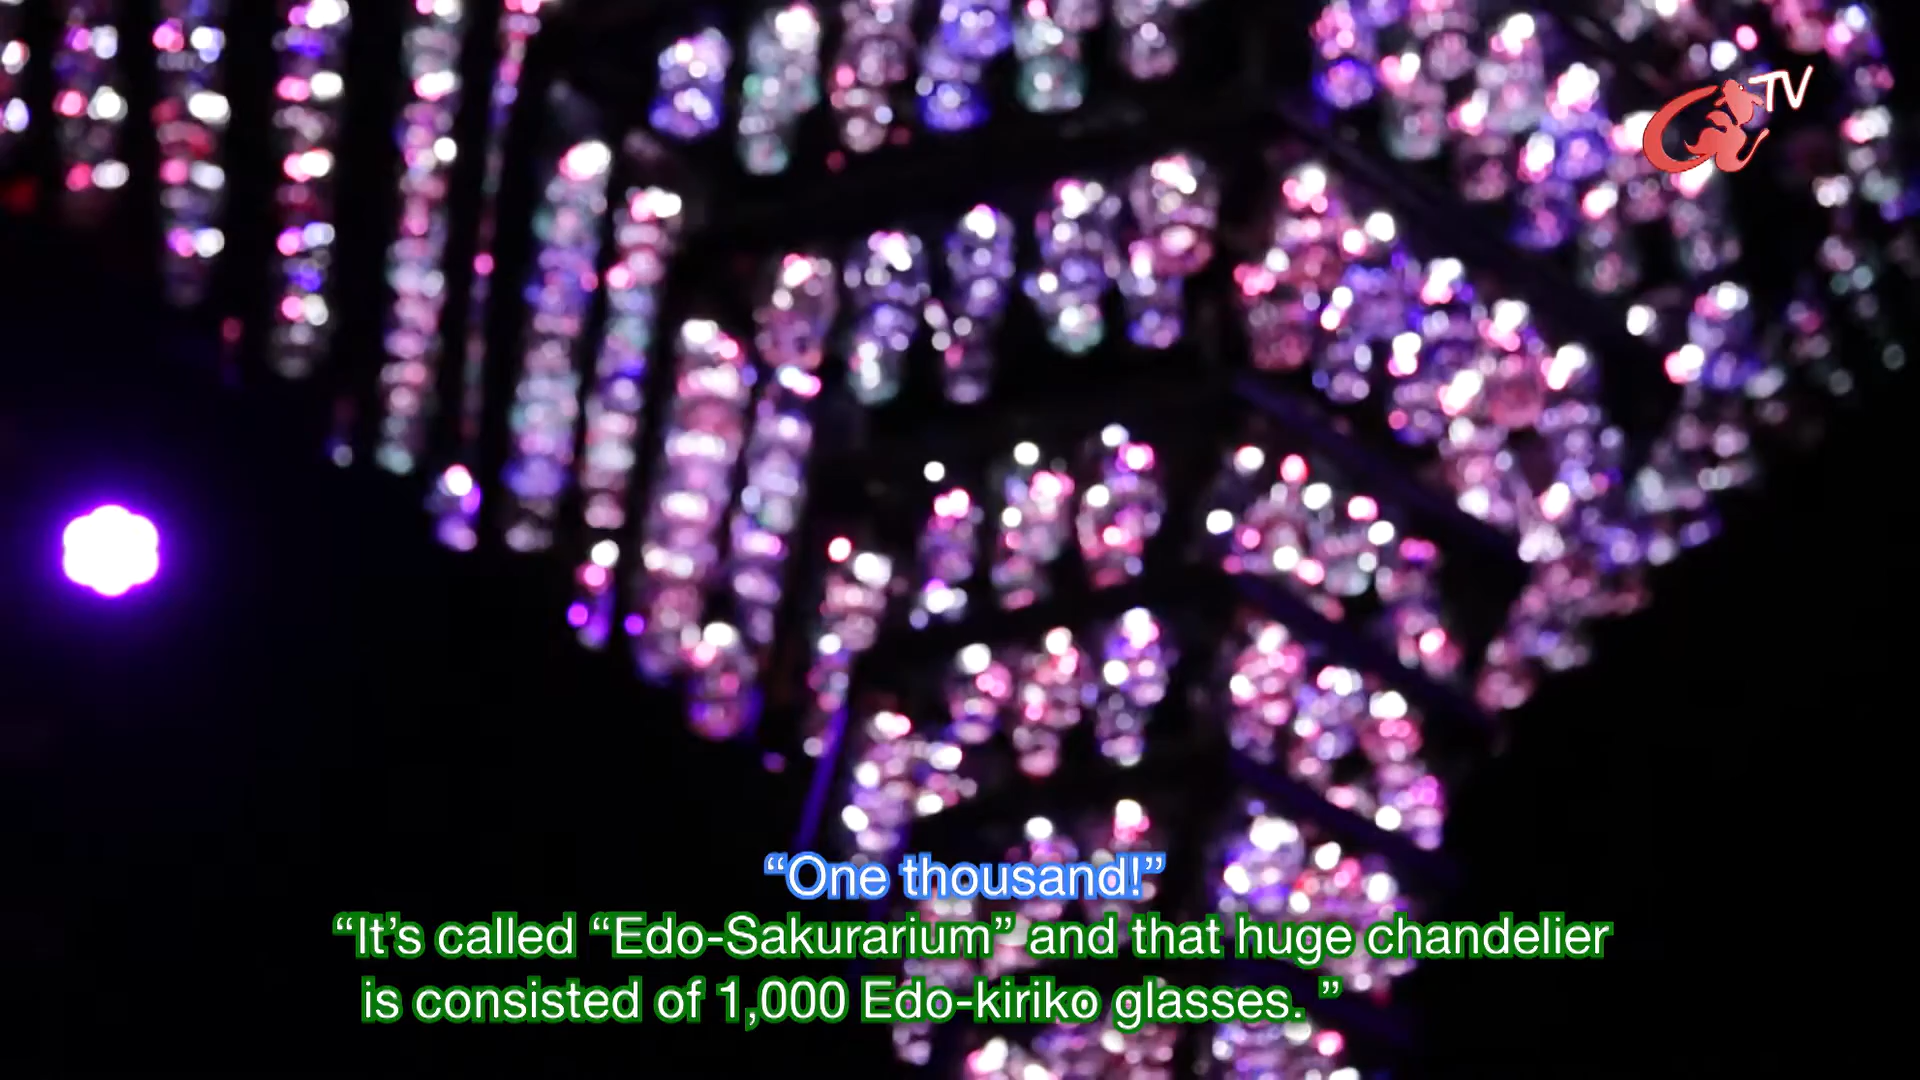 TV
“One thousand!”
“It’s called “Edo-Sakurarium” and that huge chandelier
is consisted of 1,000 Edo-kiriko glasses. ”